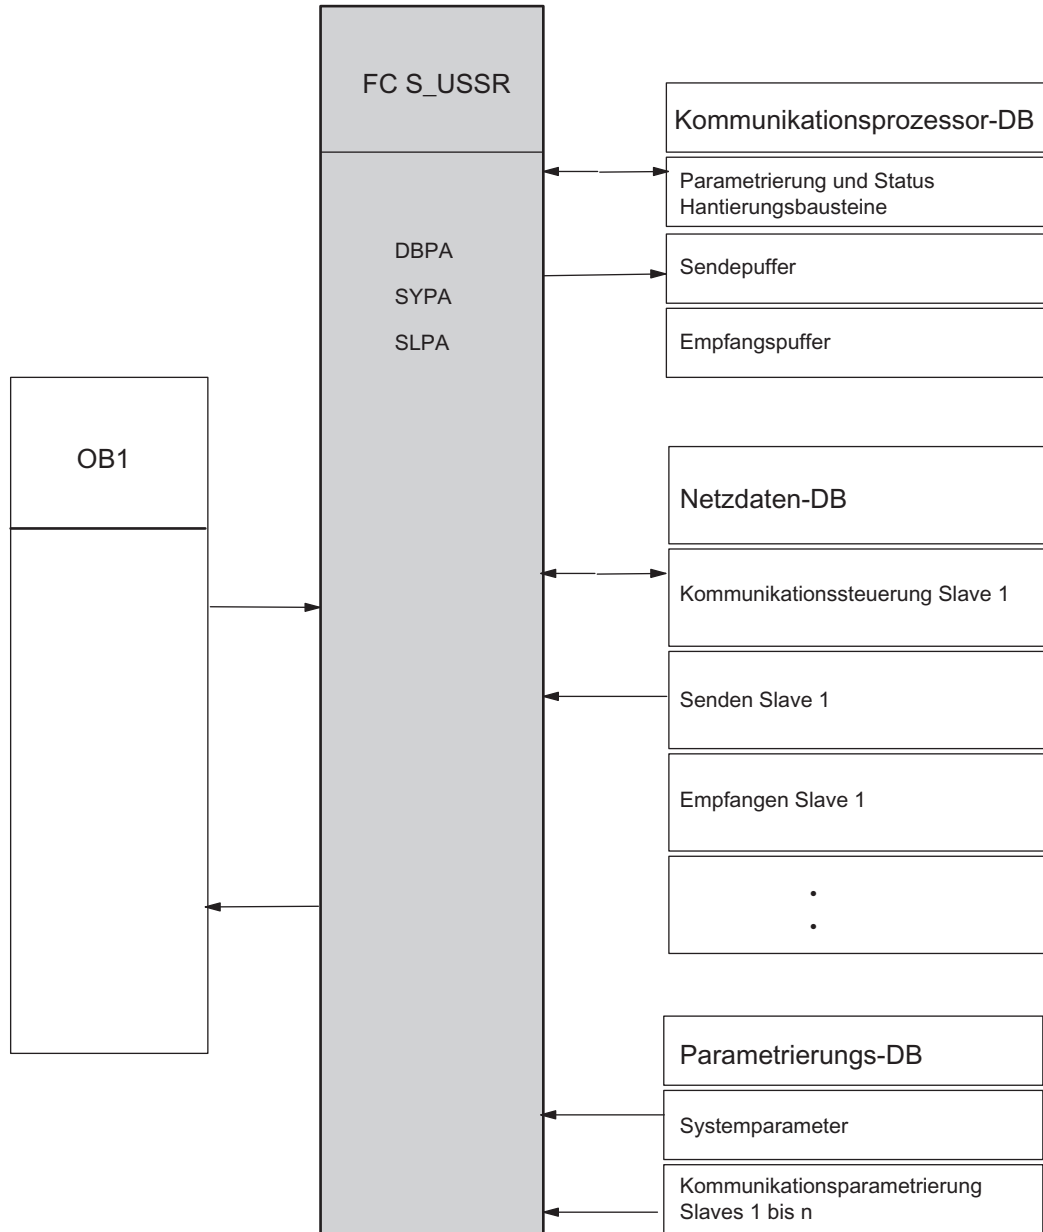 FC S_USSR
DBPA
SYPA
SLPA
OB1
Kommunikationsprozessor-DB
Parametrierung und Status
Hantierungsbausteine
Sendepuffer
Empfangspuffer
Netzdaten-DB
Kommunikationssteuerung Slave 1
Senden Slave 1
Empfangen Slave 1
Parametrierungs-DB
Systemparameter
Kommunikationsparametrierung
Slaves 1 bis n